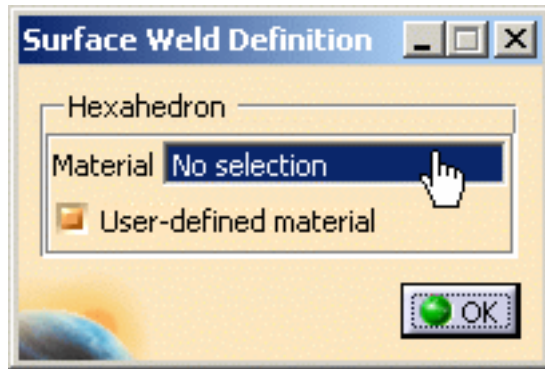 Surface Weld Definition
Hexahedron
Material No selection
User-defined material
OK